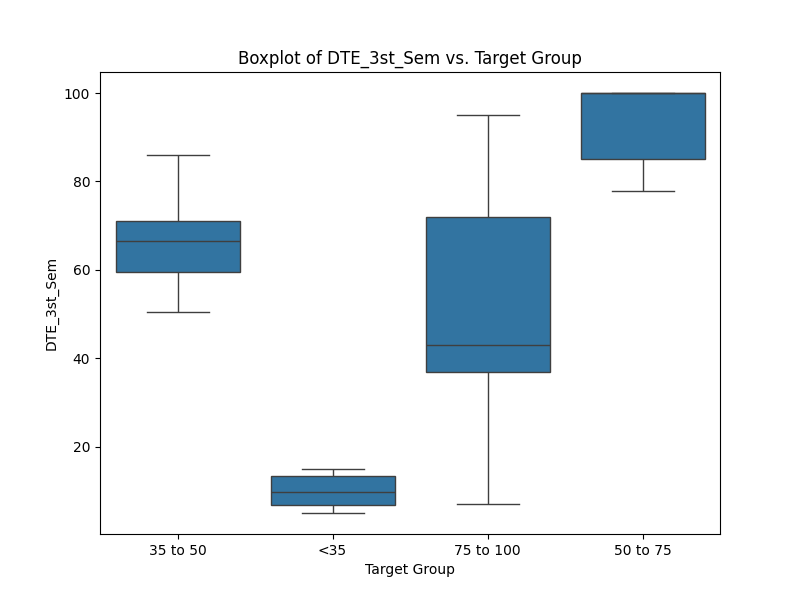 Boxplot of DTE_3st_Sem vs. Target Group
100
80
60
40
20
DTE_3st_Sem
35 to 50
<35
75 to 100
50 to 75
Target Group